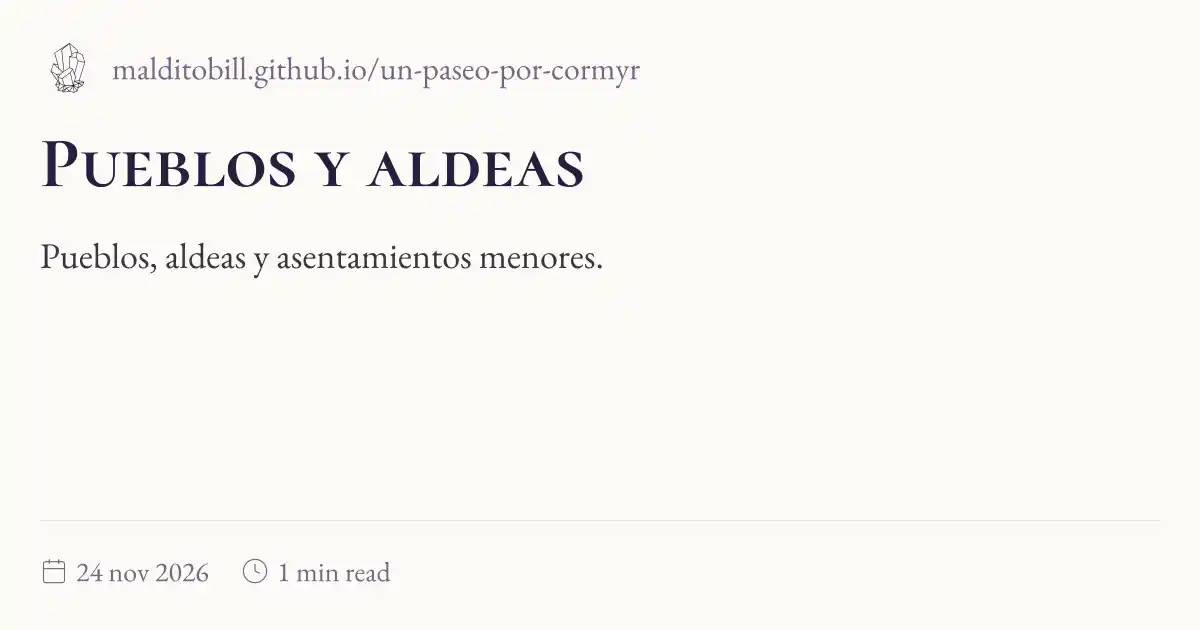 malditobill.github.io/un-paseo-por-cormyr
Pueblos y aldeas
Pueblos, aldeas y asentamientos menores.
24 nov 2026 1 min read